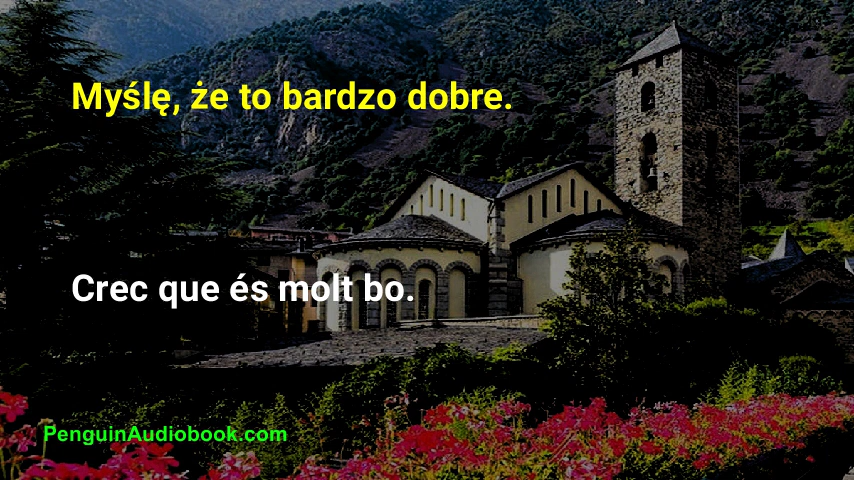 Myślę, że to bardzo dobre.
Crec que és molt bo.
PenguinAudiobook.com